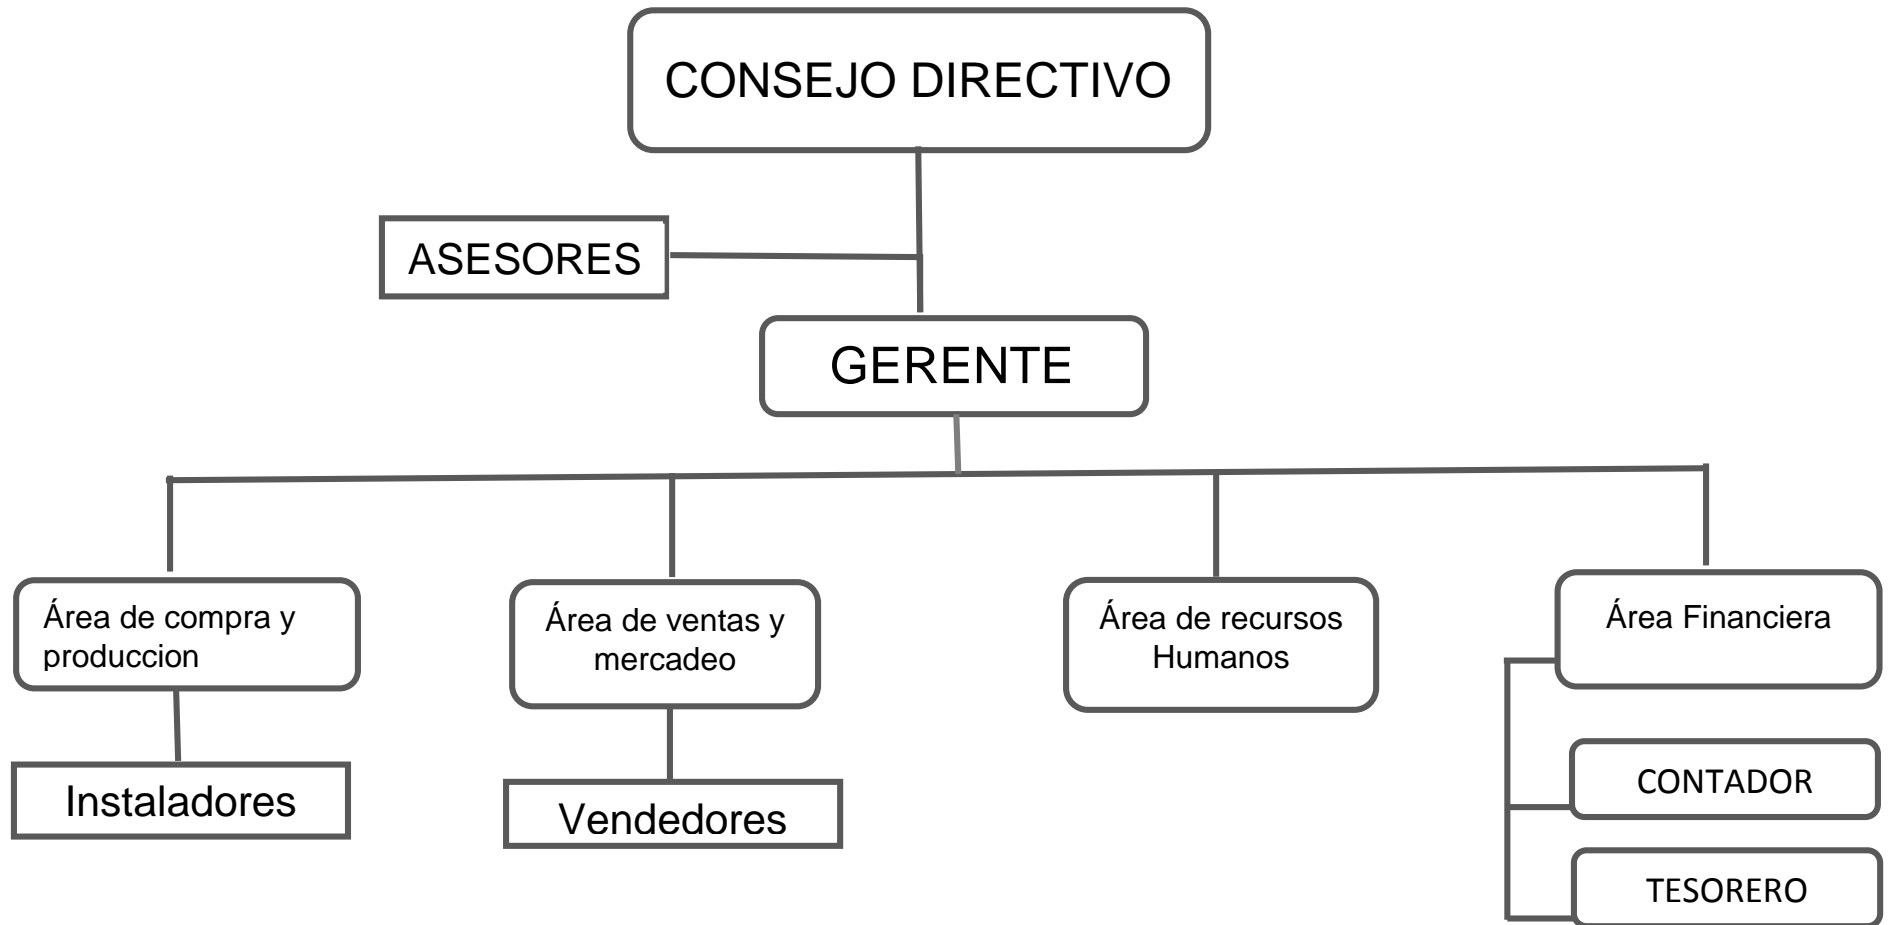 CONSEJO DIRECTIVO
ASESORES
GERENTE
Área de compra y
produccion
Área de ventas y
mercadeo
Área de recursos
Humanos
Área Financiera
Instaladores
Vendedores
CONTADOR
TESORERO